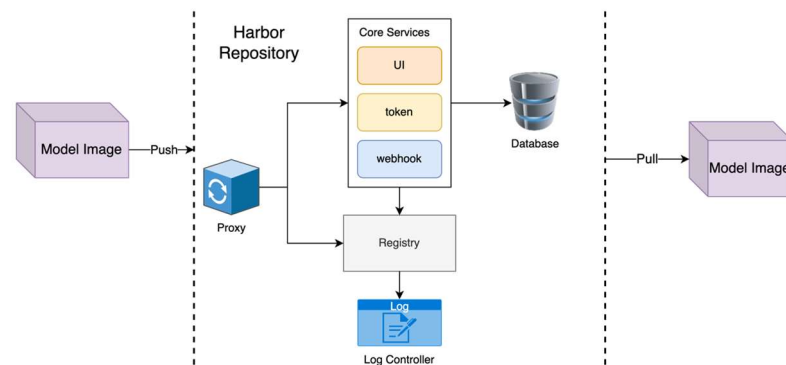 Harbor
Repository
Core Services
UI
token
webhook
Database
Model Image
Push
Proxy
Registry
Log
Log Controller
Pull
Model Image